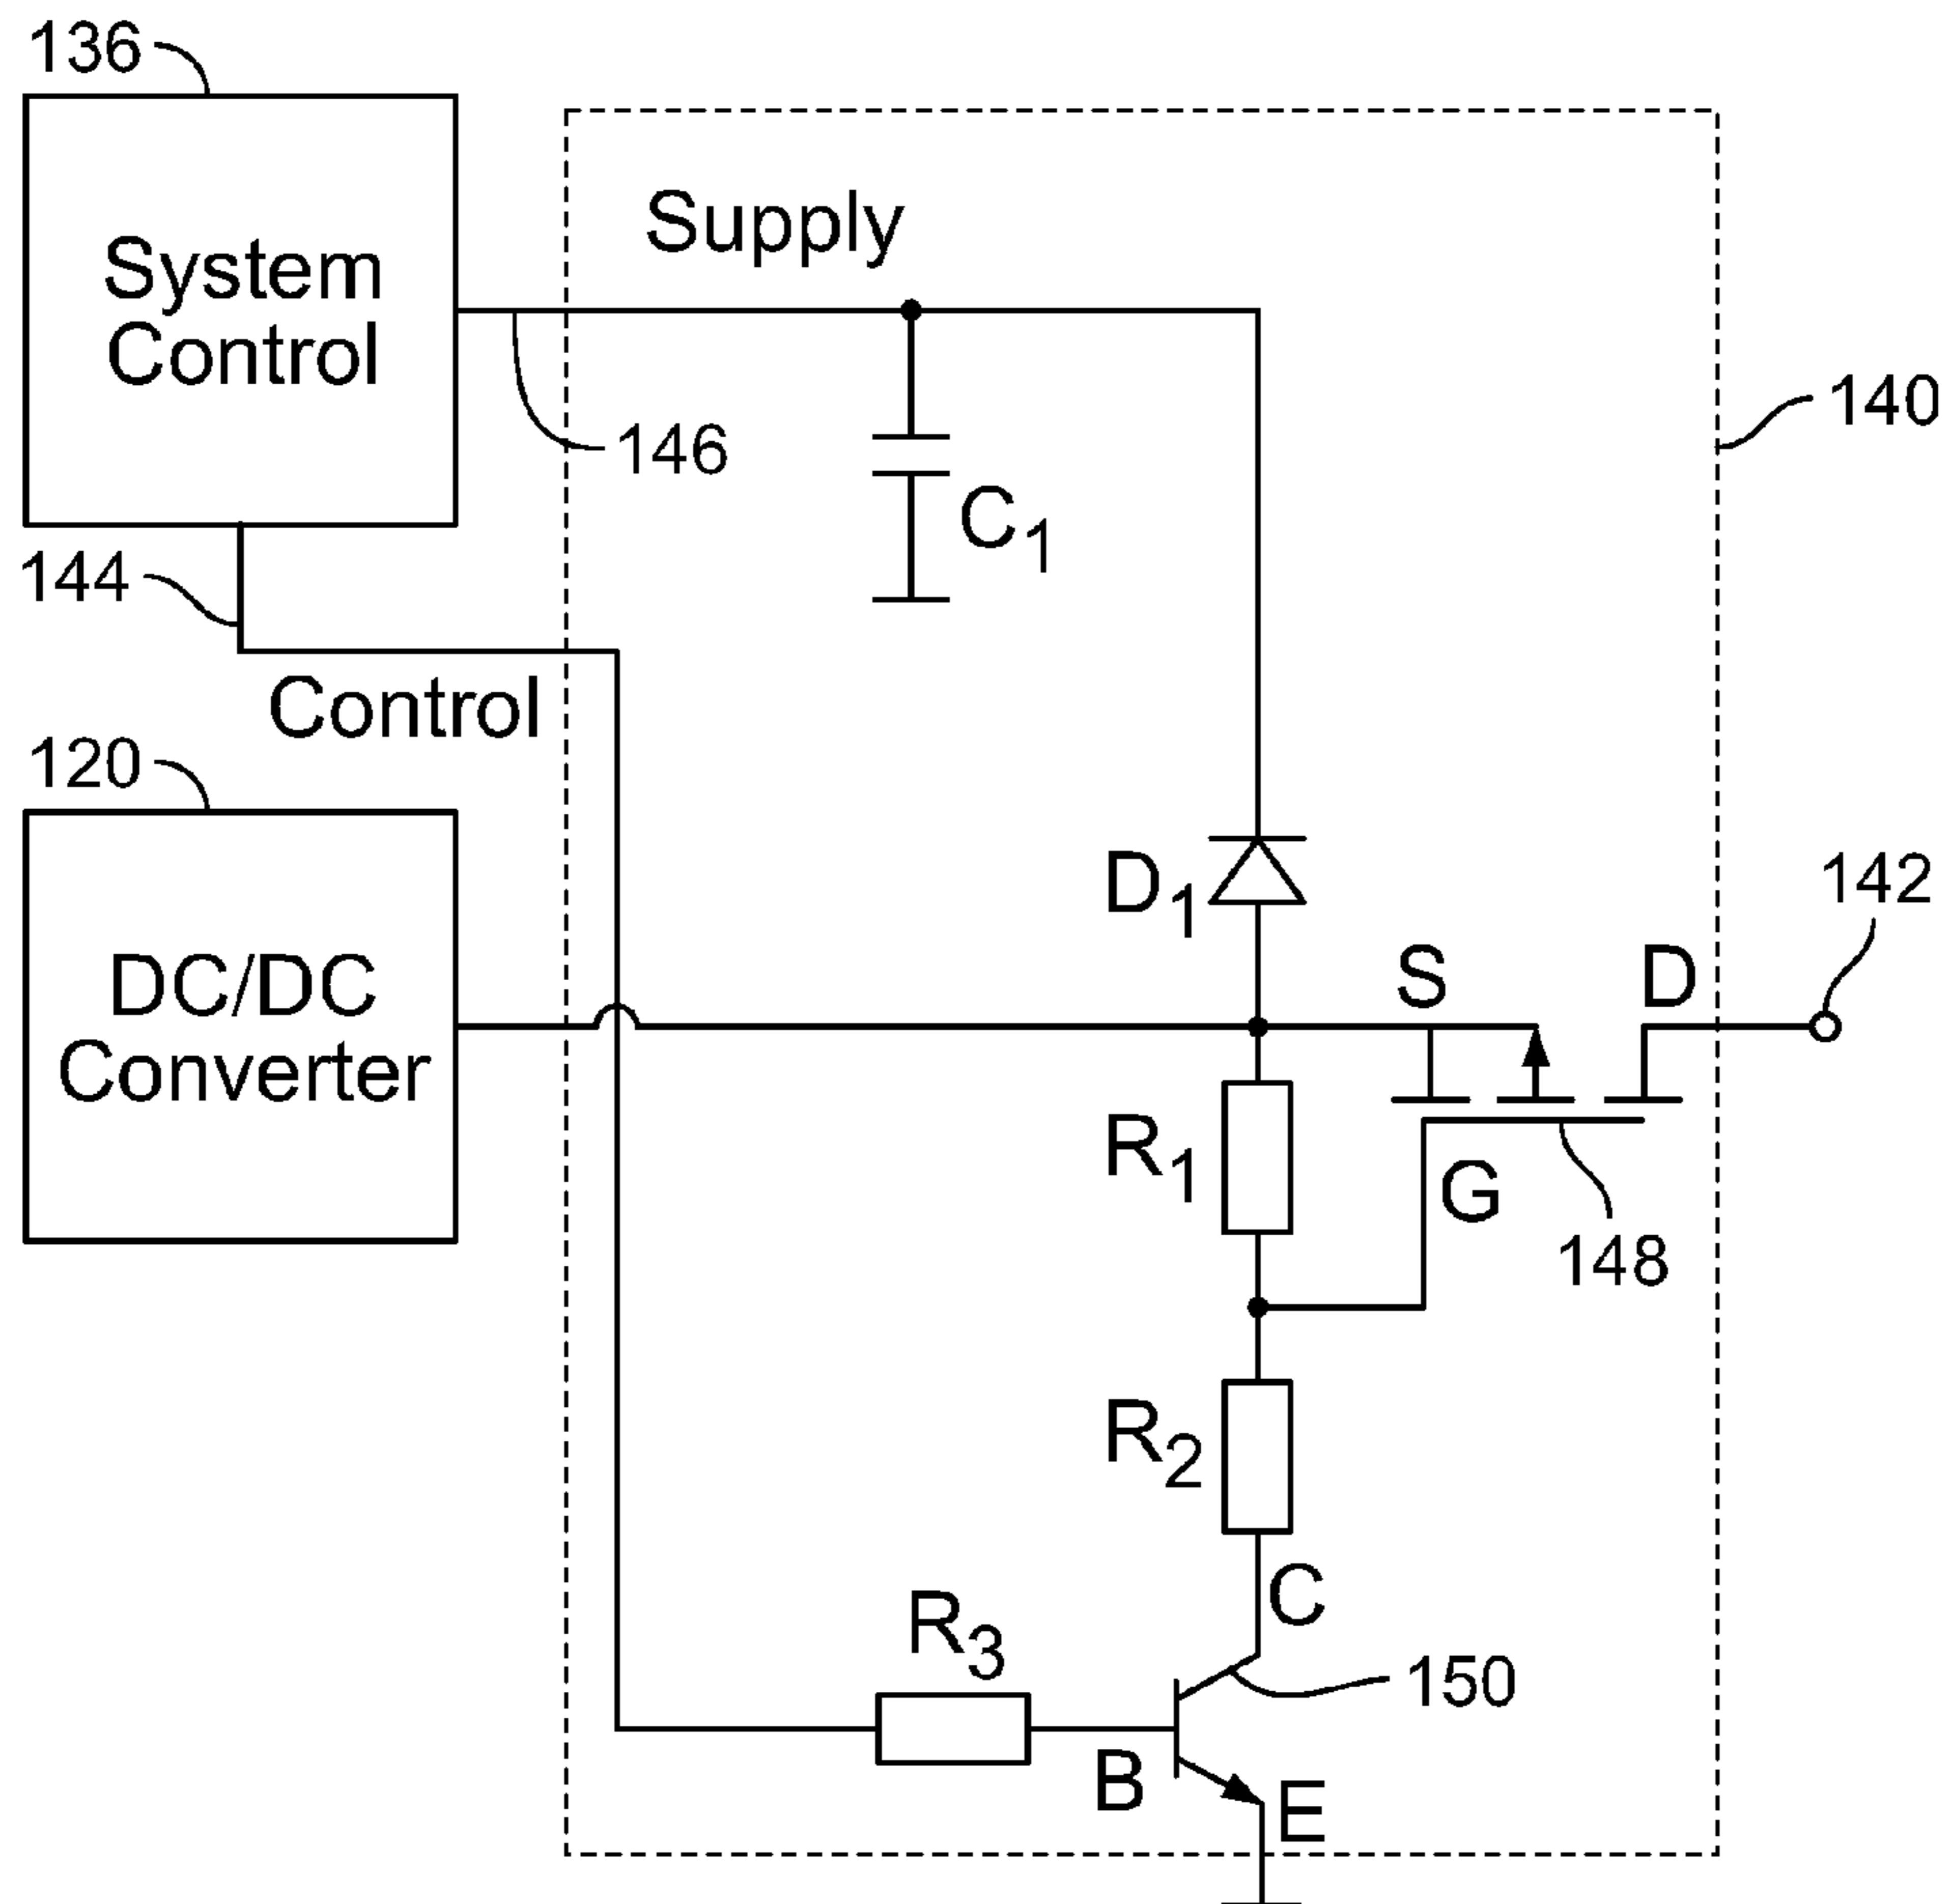 136
System
Control
Supply
146
C1
140
144
Control
120
DC/DC
Converter
D1
S
D
142
R1
G
148
R2
C
R3
150
B
E